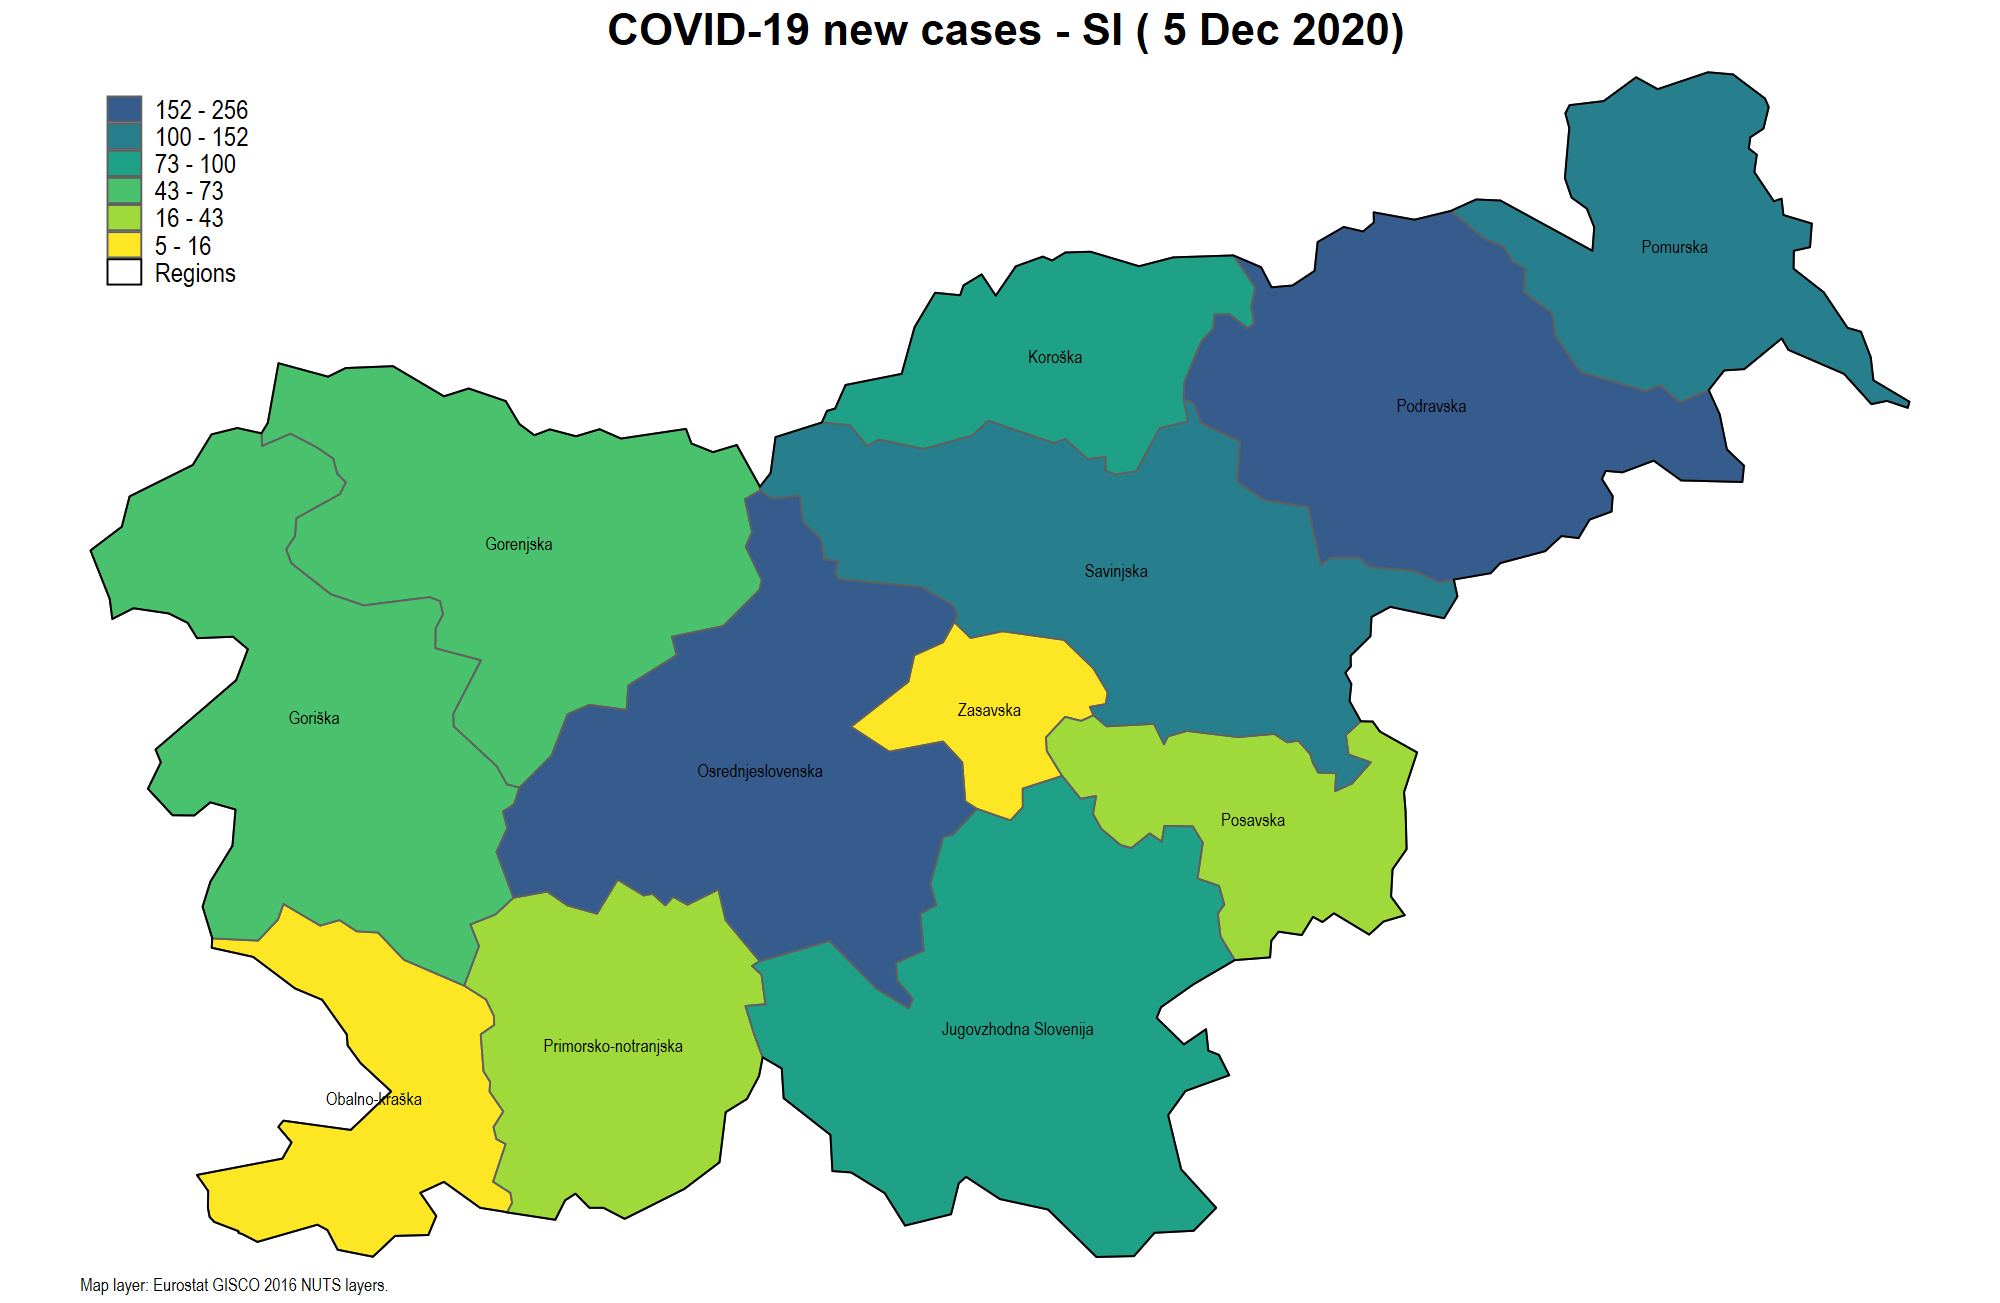 COVID-19 new cases - SI ( 5 Dec 2020)
152 - 256
100 - 152
73 - 100
43 - 73
16 - 43
5 - 16
Regions
Pomurska
Koroška
Podravska
Gorenjska
Savinjska
Zasavska
Goriška
Osrednjeslovenska
Posavska
Jugovzhodna Slovenija
Primorsko-notranjska
Obalno-kraška
Map layer: Eurostat GISCO 2016 NUTS layers.